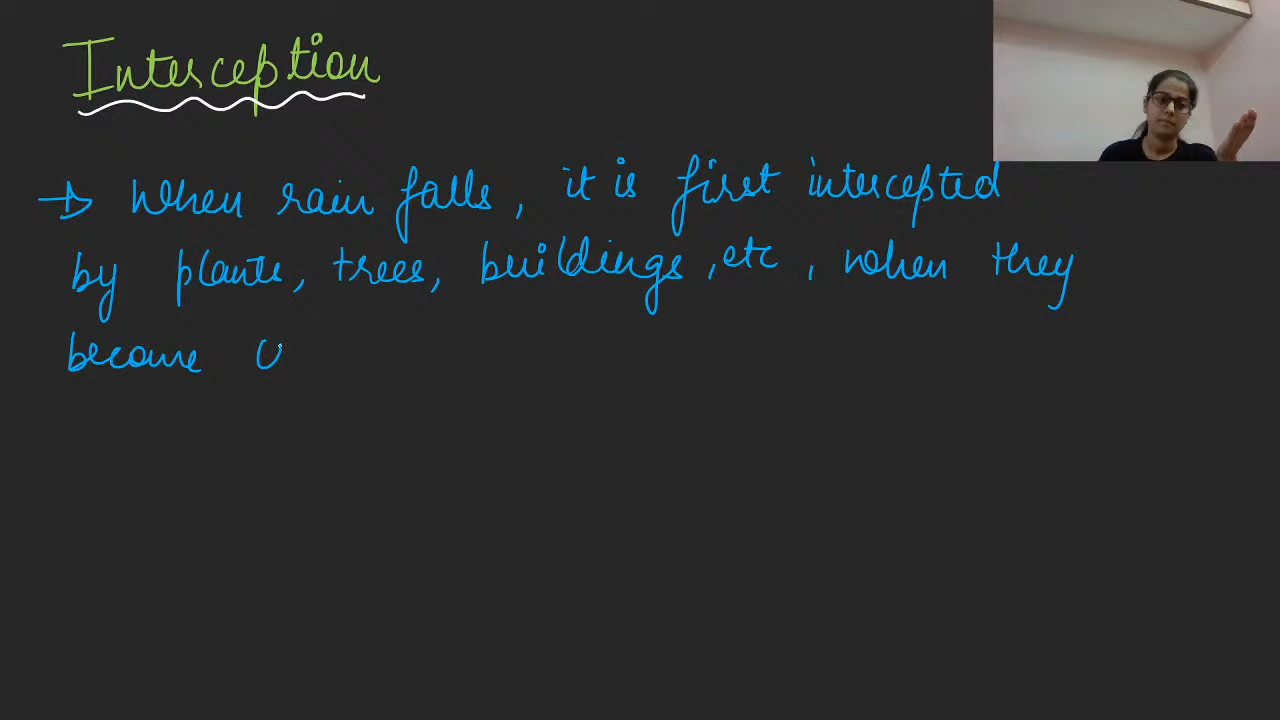 Interception
→ When rain falls, it is first intercepted
by plants, trees, buildings, etc, when they
become